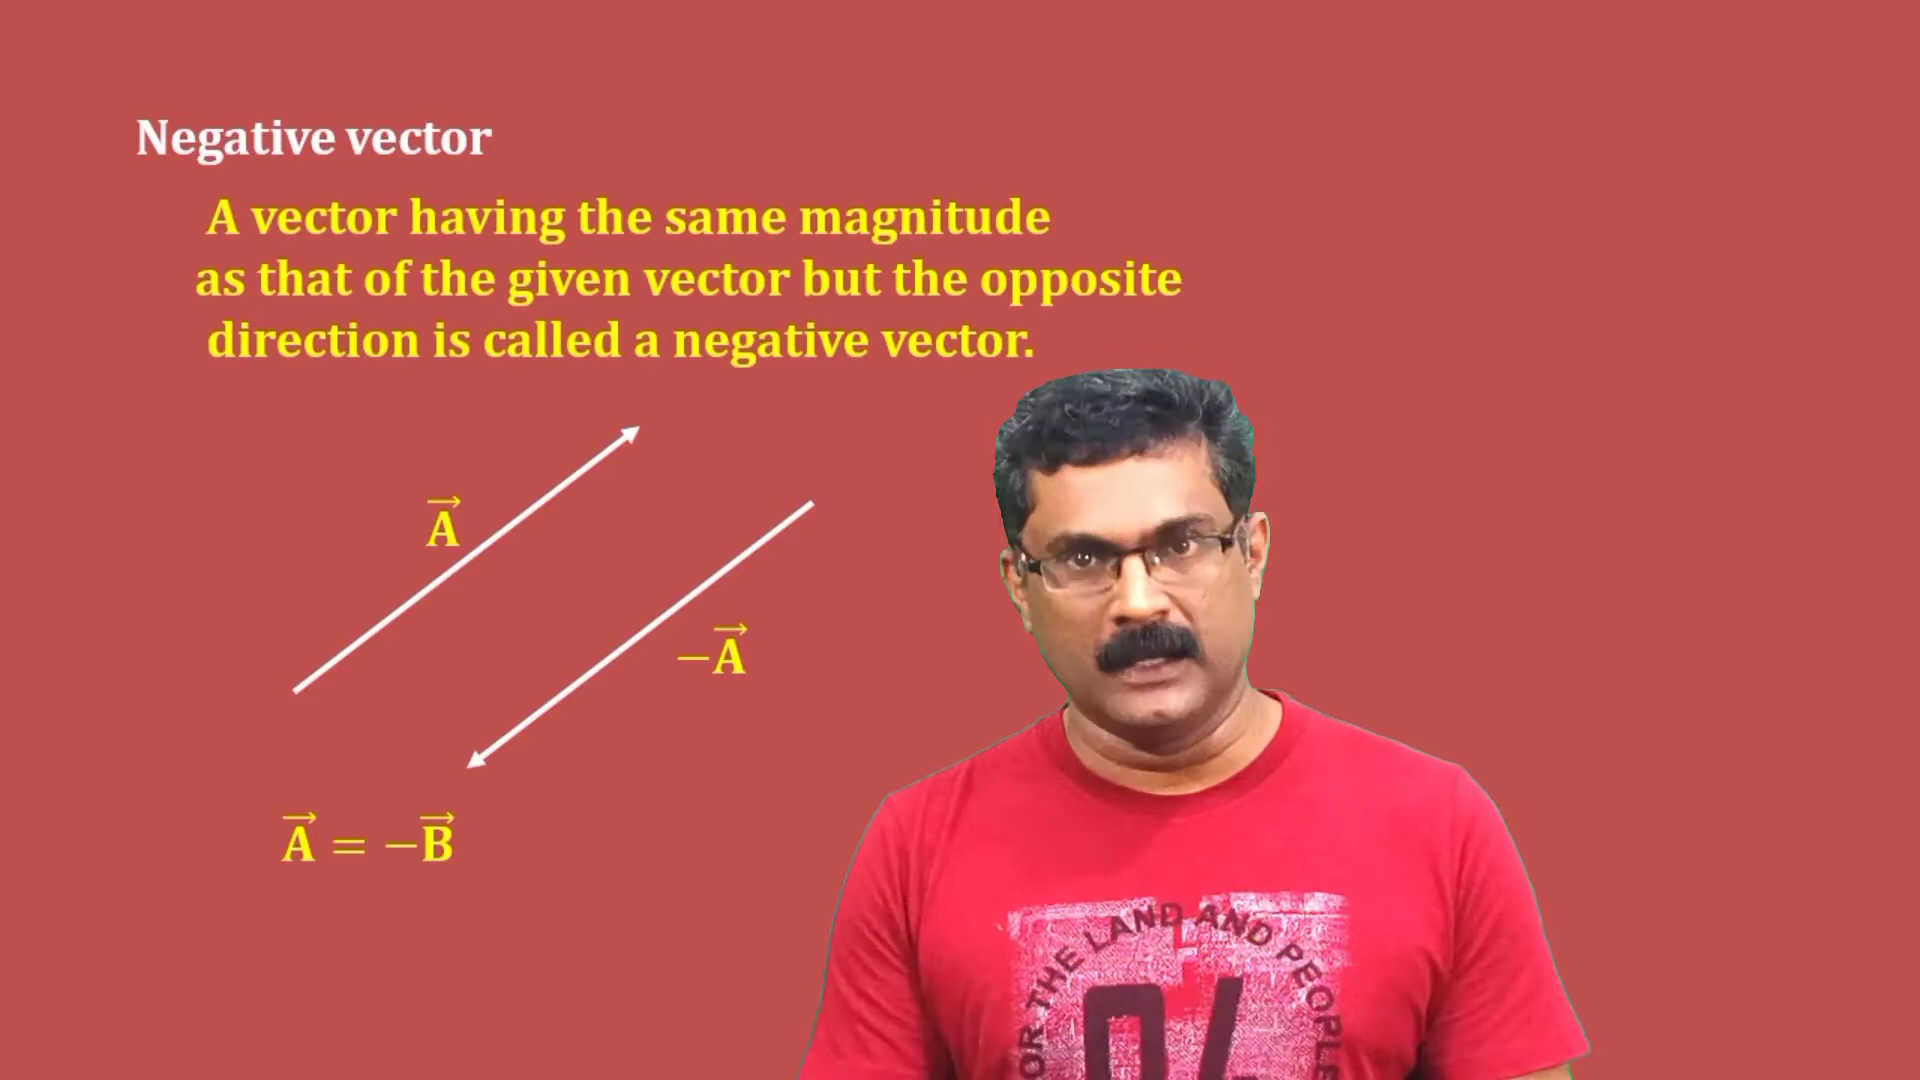 Negative vector
A vector having the same magnitude
as that of the given vector but the opposite
direction is called a negative vector.
A⃗
−A⃗
A⃗ = −B⃗
THE LAND AND PEOPLE